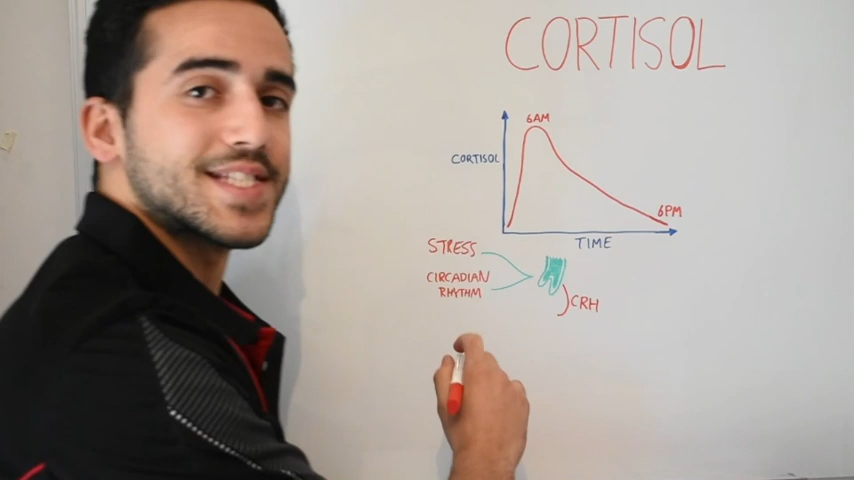 CORTISOL
6AM
CORTISOL
6PM
TIME
STRESS
CIRCADIAN
RHYTHM
CRH